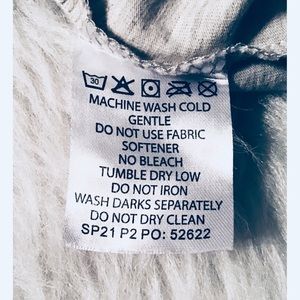 30
MACHINE WASH COLD
GENTLE
DO NOT USE FABRIC
SOFTENER
NO BLEACH
TUMBLE DRY LOW
DO NOT IRON
WASH DARKS SEPARATELY
DO NOT DRY CLEAN
SP21 P2 PO: 52622